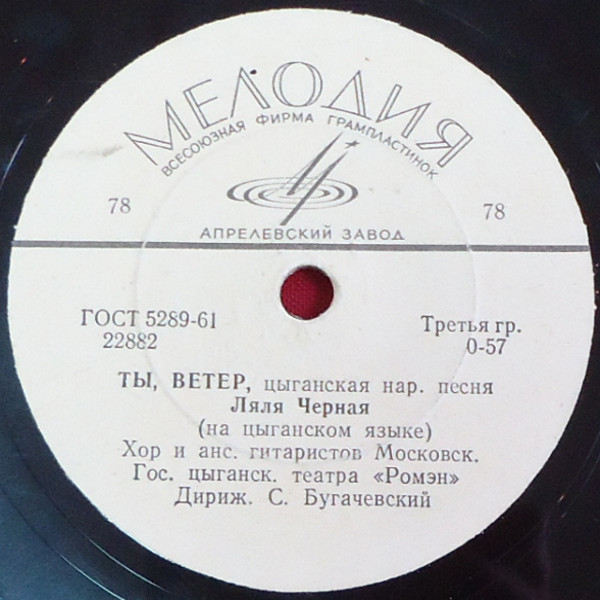 МЕЛОДИЯ
ВСЕСОЮЗНАЯ ФИРМА ГРАМПЛАСТИНОК
78 78
АПРЕЛЕВСКИЙ ЗАВОД
ГОСТ 5289-61 Третья гр.
22882 0-57
ТЫ, ВЕТЕР, цыганская нар. песня
Ляля Черная
(на цыганском языке)
Хор и анс. гитаристов Московск.
Гос. цыганск. театра «Ромэн»
Дириж. С. Бугачевский